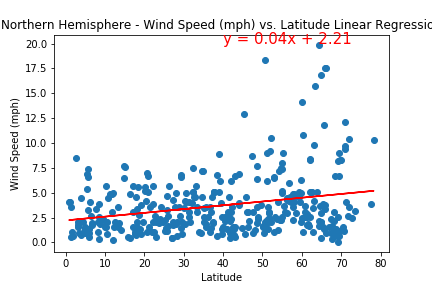 Northern Hemisphere - Wind Speed (mph) vs. Latitude Linear Regressio
y = 0.04x + 2.21
20.0
17.5
15.0
12.5
10.0
7.5
5.0
2.5
0.0
Wind Speed (mph)
0 10 20 30 40 50 60 70 80
Latitude